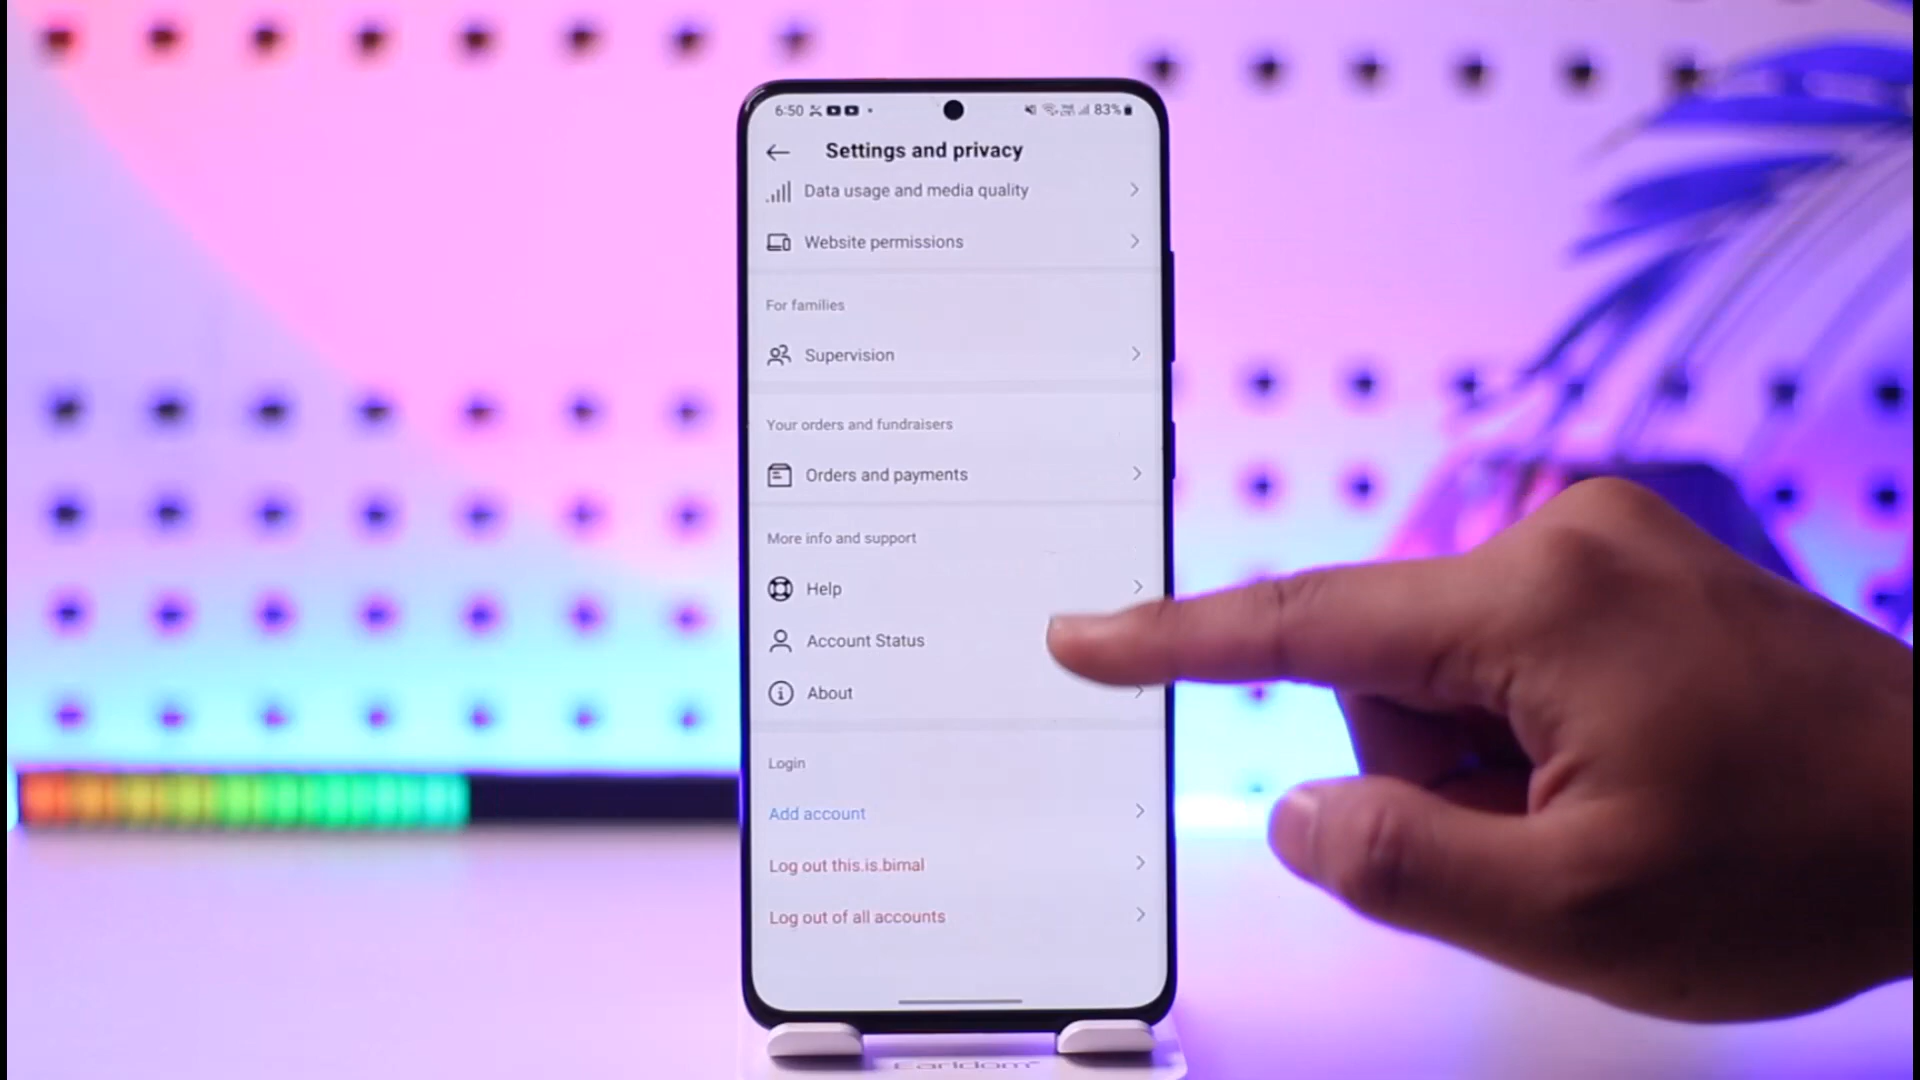 6:50
83%
Settings and privacy
Data usage and media quality
Website permissions
For families
Supervision
Your orders and fundraisers
Orders and payments
More info and support
Help
Account Status
About
Login
Add account
Log out this.is.bimal
Log out of all accounts
Earldom